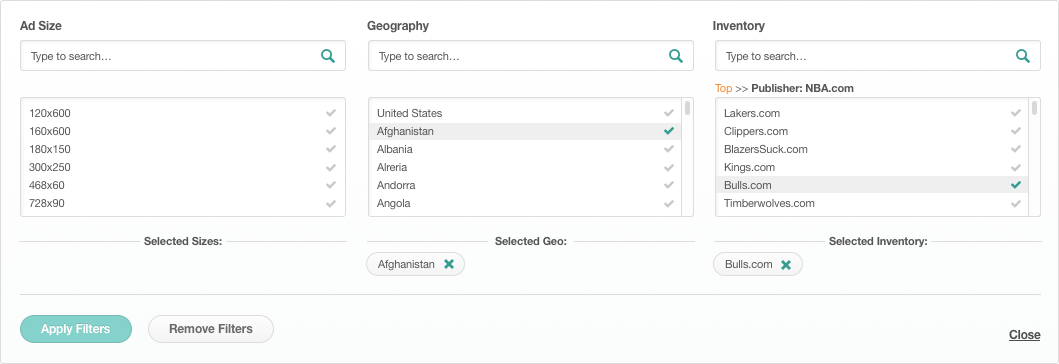 Ad Size
Type to search...
120x600
160x600
180x150
300x250
468x60
728x90
Selected Sizes:
Geography
Type to search...
United States
Afghanistan
Albania
Alreria
Andorra
Angola
Selected Geo:
Afghanistan
Inventory
Type to search...
Top >> Publisher: NBA.com
Lakers.com
Clippers.com
BlazersSuck.com
Kings.com
Bulls.com
Timberwolves.com
Selected Inventory:
Bulls.com
Apply Filters
Remove Filters
Close